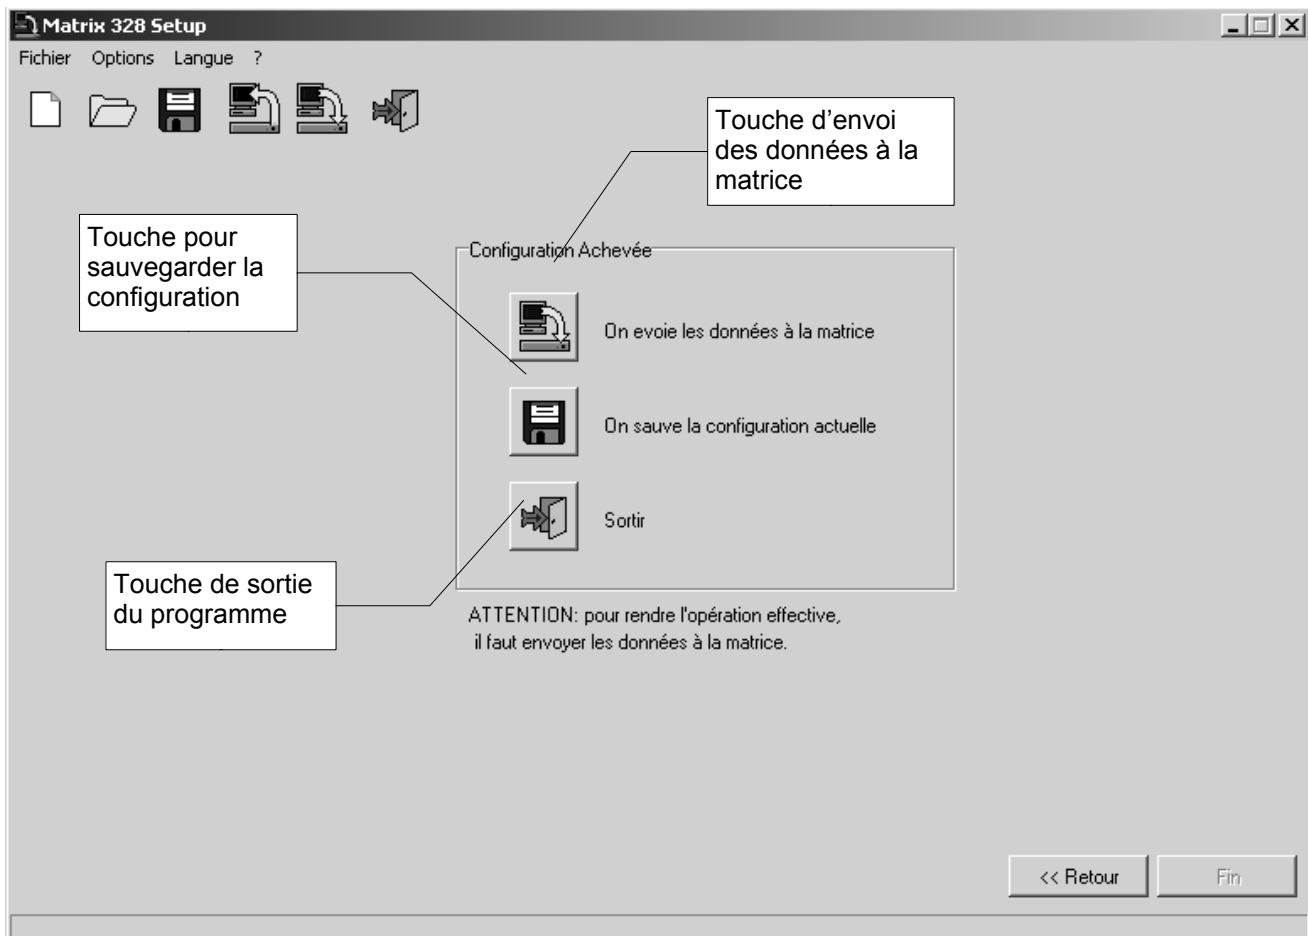 Matrix 328 Setup
Fichier Options Langue ?
Touche d’envoi
des données à la
matrice
Touche pour
sauvegarder la
configuration
Configuration Achevée
On evoie les données à la matrice
On sauve la configuration actuelle
Sortir
Touche de sortie
du programme
ATTENTION: pour rendre l'opération effective,
il faut envoyer les données à la matrice.
<< Retour
Fin